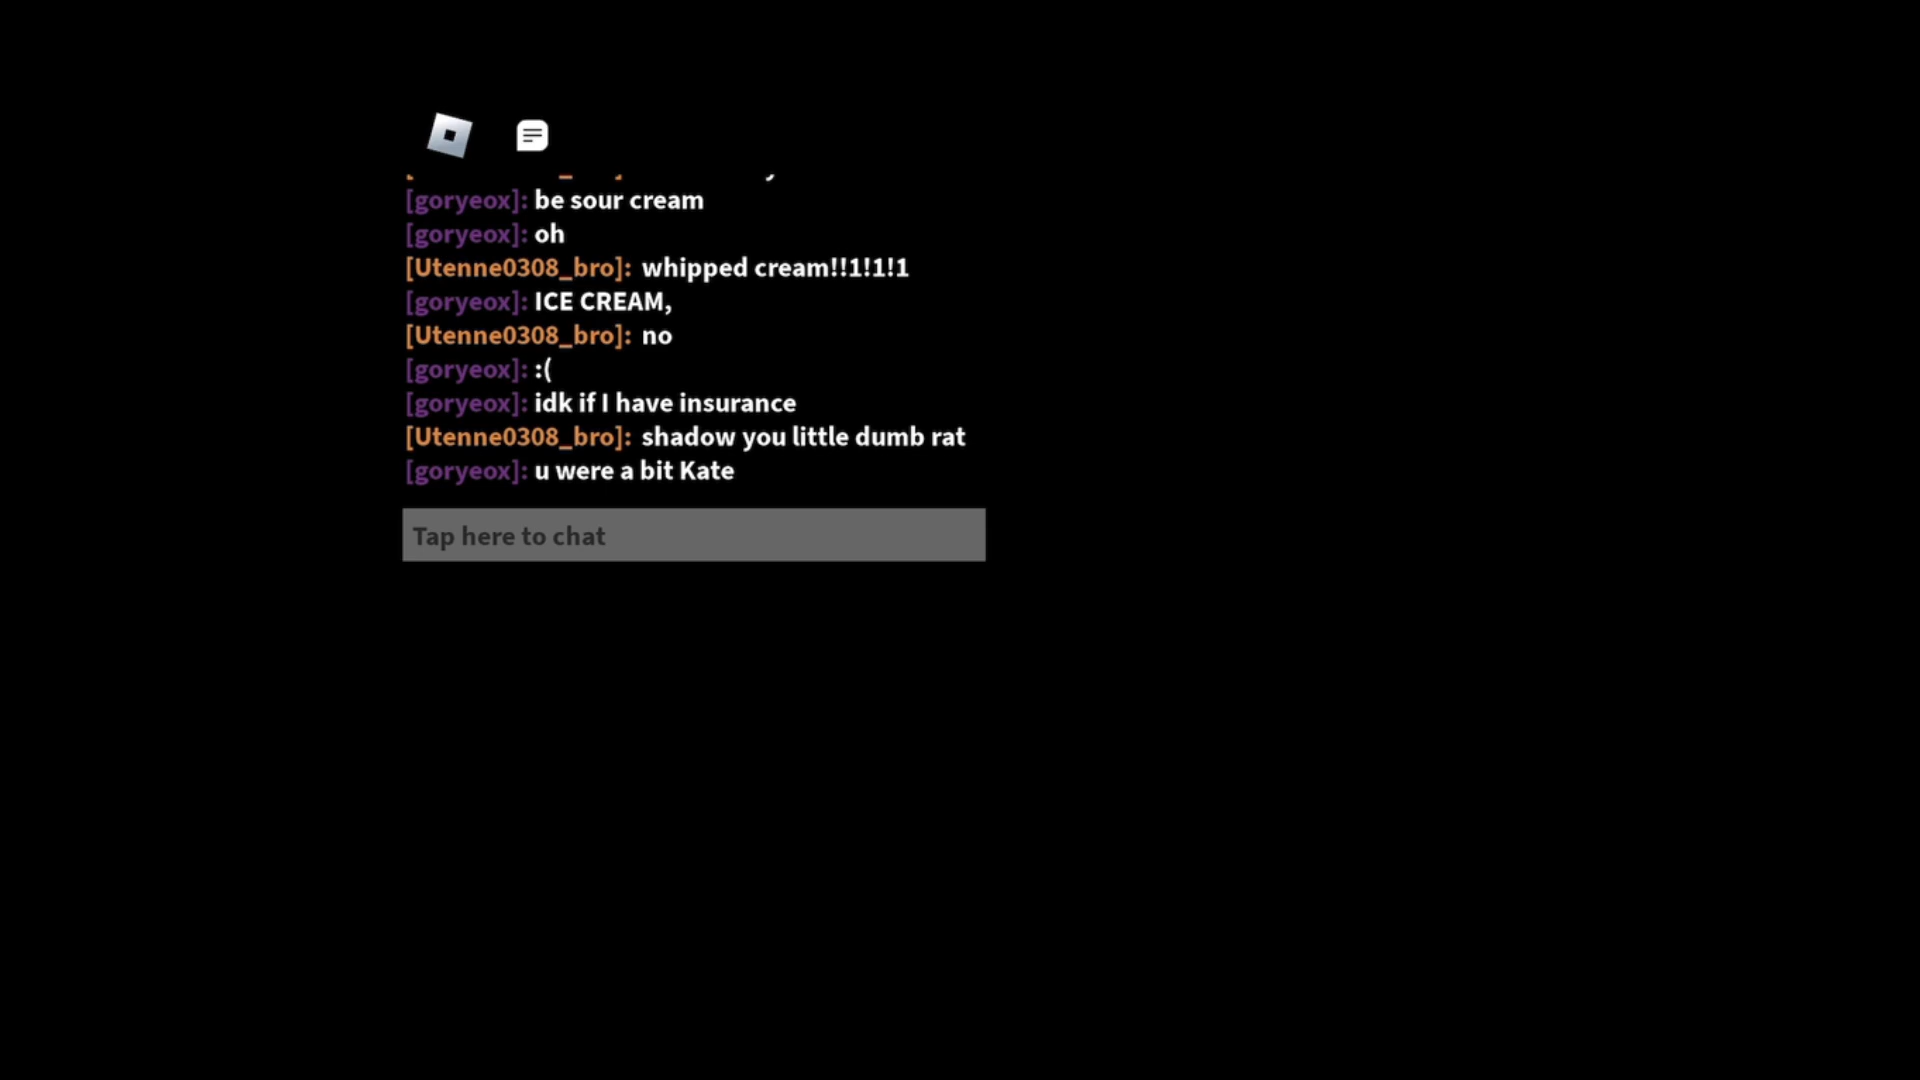 [goryeox]: be sour cream
[goryeox]: oh
[Utenne0308_bro]: whipped cream!!1!1!1
[goryeox]: ICE CREAM,
[Utenne0308_bro]: no
[goryeox]: :(
[goryeox]: idk if I have insurance
[Utenne0308_bro]: shadow you little dumb rat
[goryeox]: u were a bit Kate
Tap here to chat